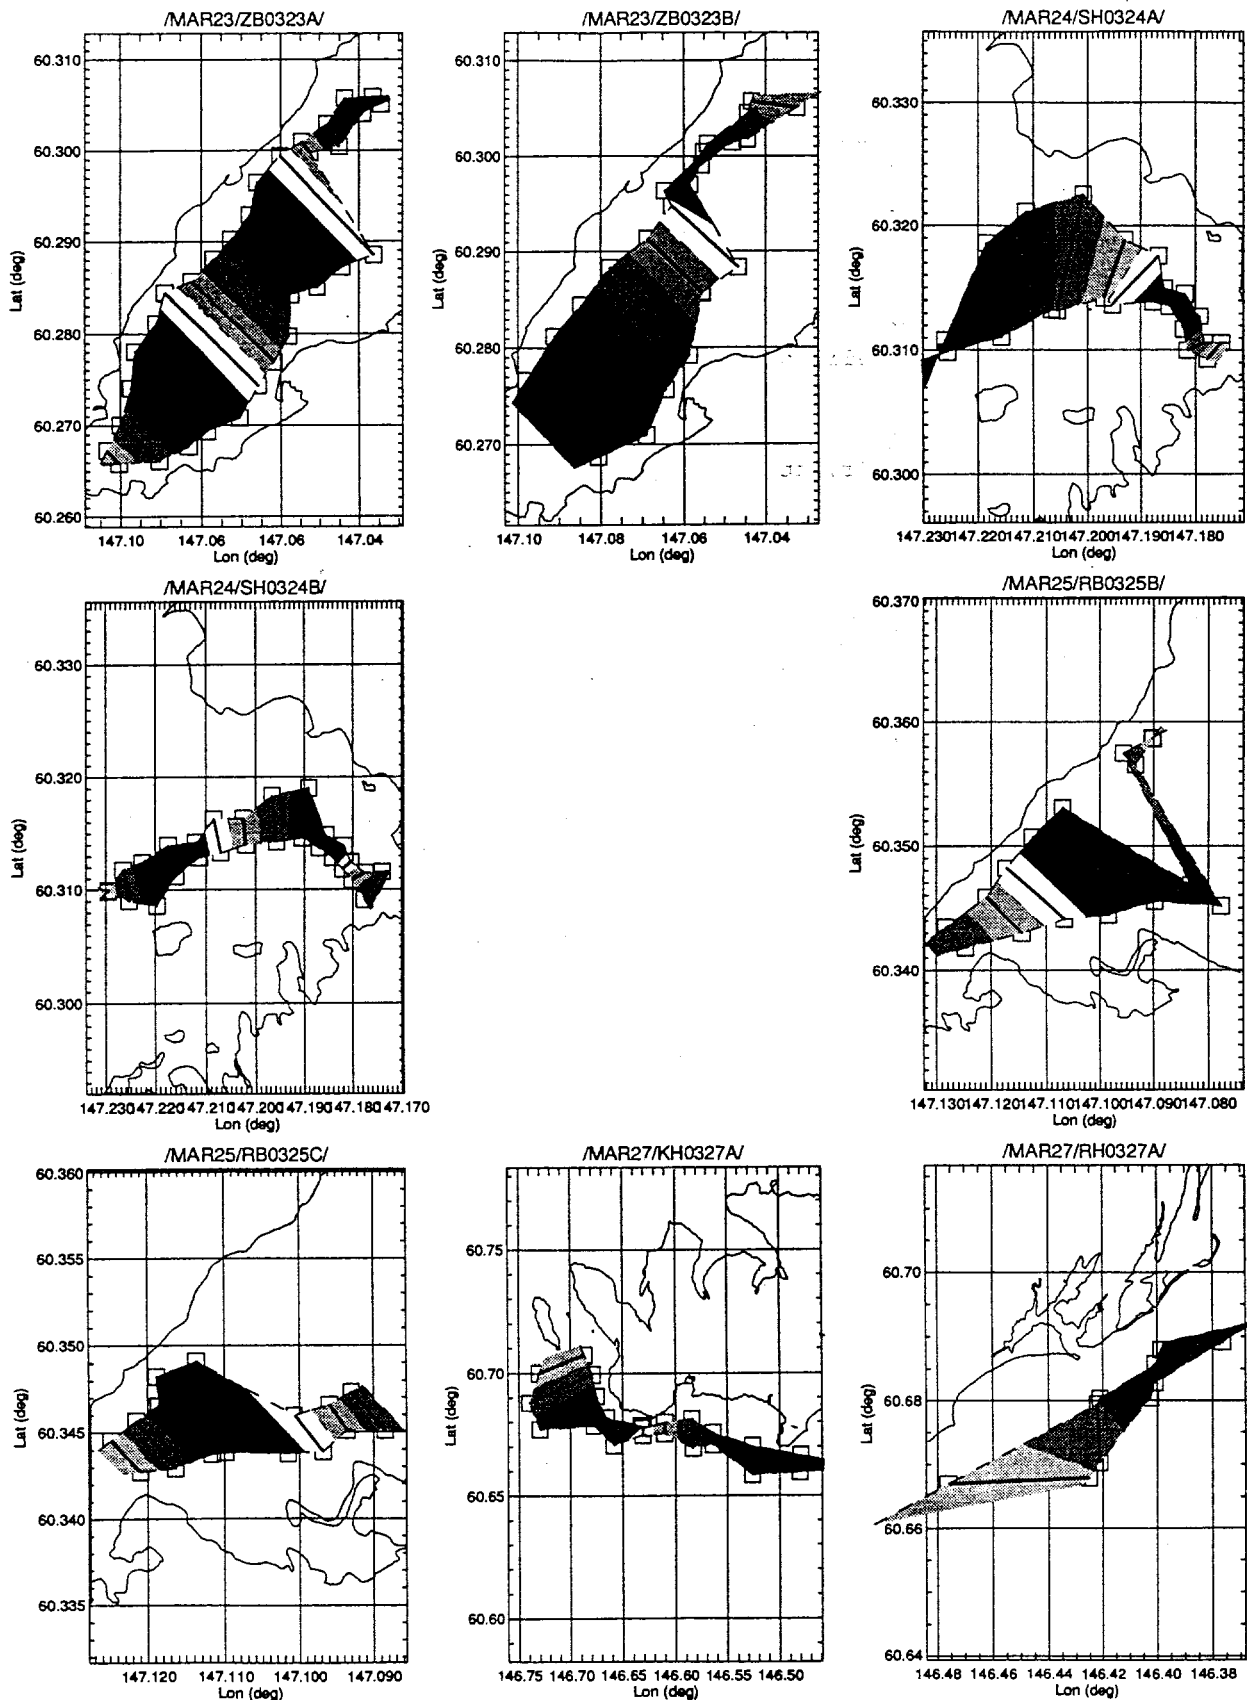 /MAR23/ZB0323A/
60.310
60.300
60.290
60.280
60.270
60.260
Lat (deg)
147.10 147.06 147.06 147.04
Lon (deg)
/MAR23/ZB0323B/
60.310
60.300
60.290
60.280
60.270
Lat (deg)
147.10 147.08 147.06 147.04
Lon (deg)
/MAR24/SH0324A/
60.330
60.320
60.310
60.300
Lat (deg)
147.230147.220147.210147.200147.190147.180
Lon (deg)
/MAR24/SH0324B/
60.330
60.320
60.310
60.300
Lat (deg)
147.230147.220147.210147.200147.190147.180147.170
Lon (deg)
/MAR25/RB0325B/
60.370
60.360
60.350
60.340
Lat (deg)
147.130147.120147.110147.100147.090147.080
Lon (deg)
/MAR25/RB0325C/
60.360
60.355
60.350
60.345
60.340
60.335
Lat (deg)
147.120 147.110 147.100 147.090
Lon (deg)
/MAR27/KH0327A/
60.75
60.70
60.65
60.60
Lat (deg)
146.75 146.70 146.65 146.60 146.55 146.50
Lon (deg)
/MAR27/RH0327A/
60.70
60.68
60.66
60.64
Lat (deg)
146.48 146.46 146.44 146.42 146.40 146.38
Lon (deg)